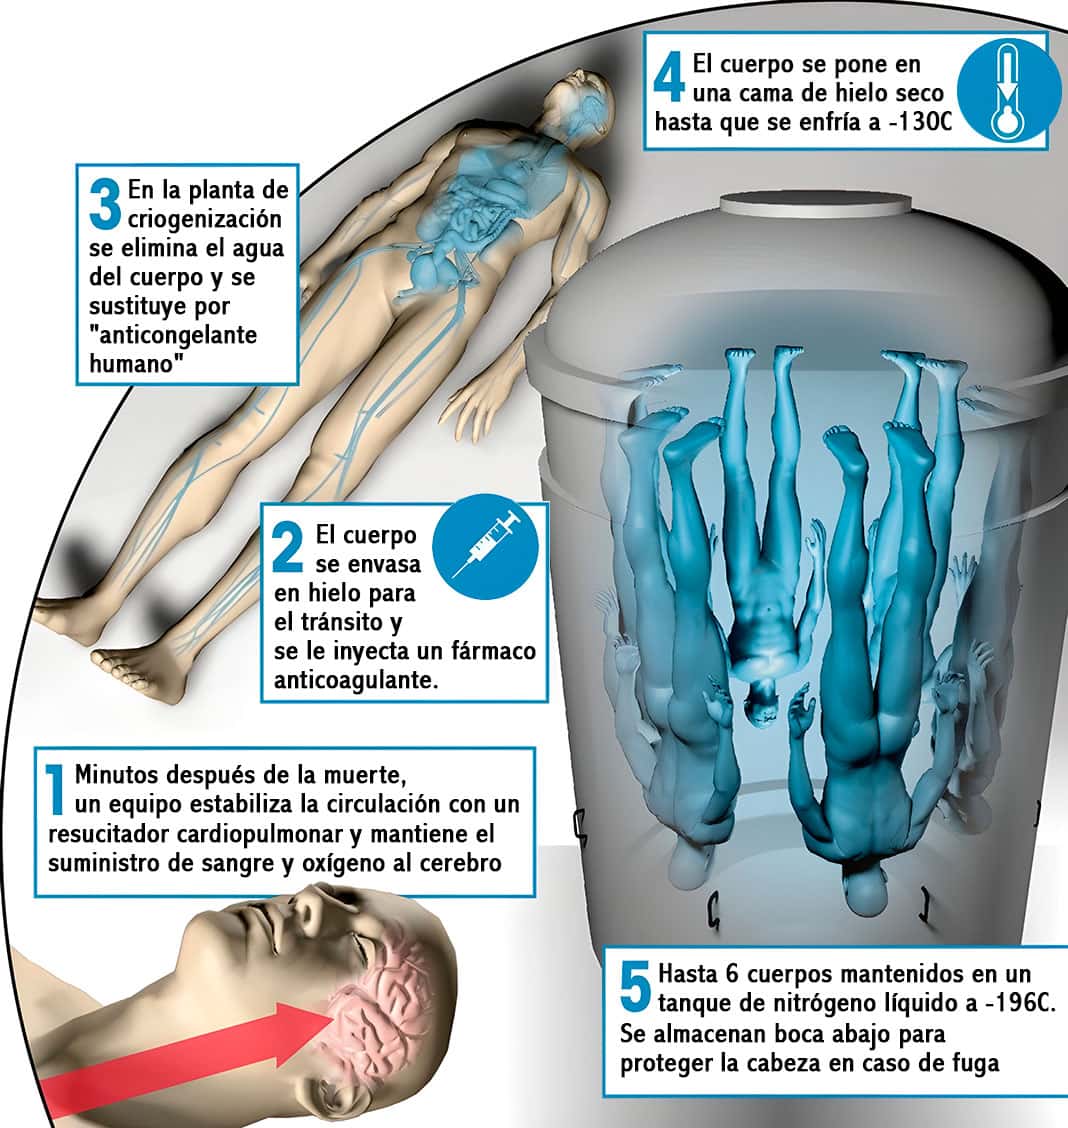 1 Minutos después de la muerte,
un equipo estabiliza la circulación con un
resucitador cardiopulmonar y mantiene el
suministro de sangre y oxígeno al cerebro
2 El cuerpo
se envasa
en hielo para
el tránsito y
se le inyecta un fármaco
anticoagulante.
3 En la planta de
criogenización
se elimina el agua
del cuerpo y se
sustituye por
"anticongelante
humano"
4 El cuerpo se pone en
una cama de hielo seco
hasta que se enfría a -130C
5 Hasta 6 cuerpos mantenidos en un
tanque de nitrógeno líquido a -196C.
Se almacenan boca abajo para
proteger la cabeza en caso de fuga